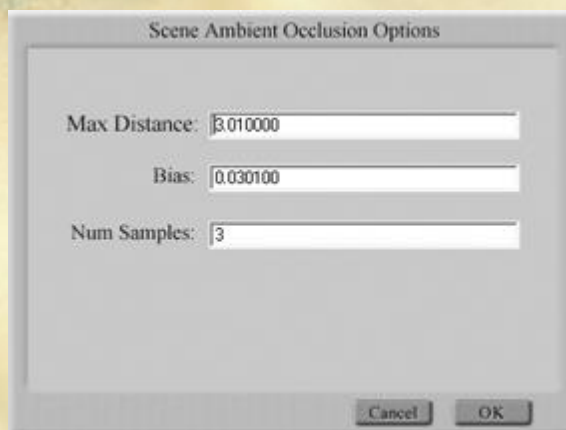 Scene Ambient Occlusion Options
Max Distance: 3.010000
Bias: 0.030100
Num Samples: 3
Cancel OK